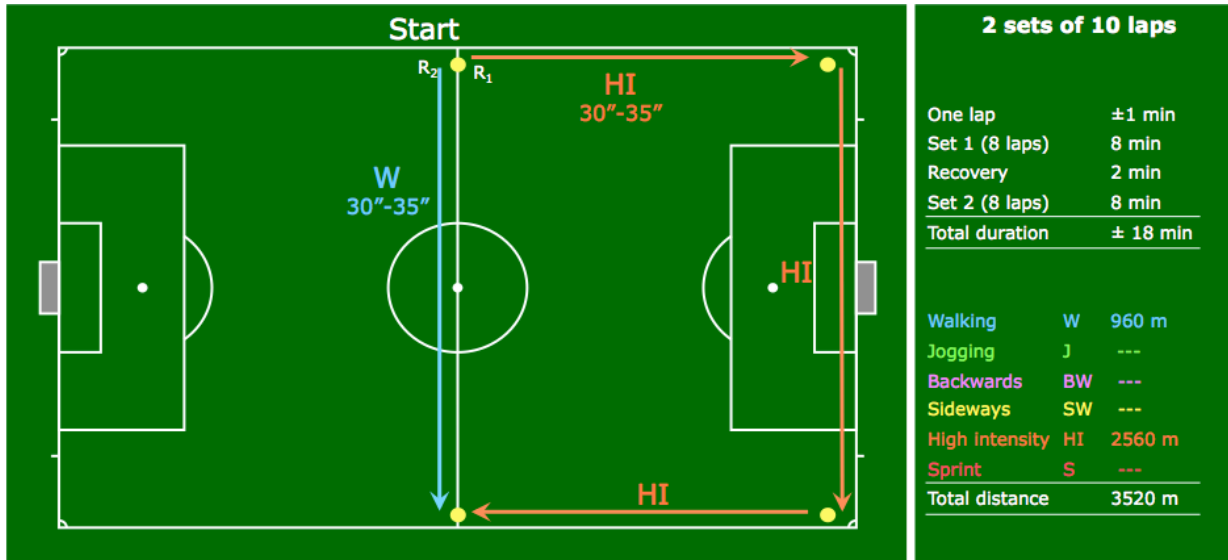 Start
R2 R1
HI
30”-35”
W
30”-35”
HI
HI
2 sets of 10 laps
One lap ±1 min
Set 1 (8 laps) 8 min
Recovery 2 min
Set 2 (8 laps) 8 min
Total duration ± 18 min
Walking W 960 m
Jogging J ---
Backwards BW ---
Sideways SW ---
High intensity HI 2560 m
Sprint S ---
Total distance 3520 m